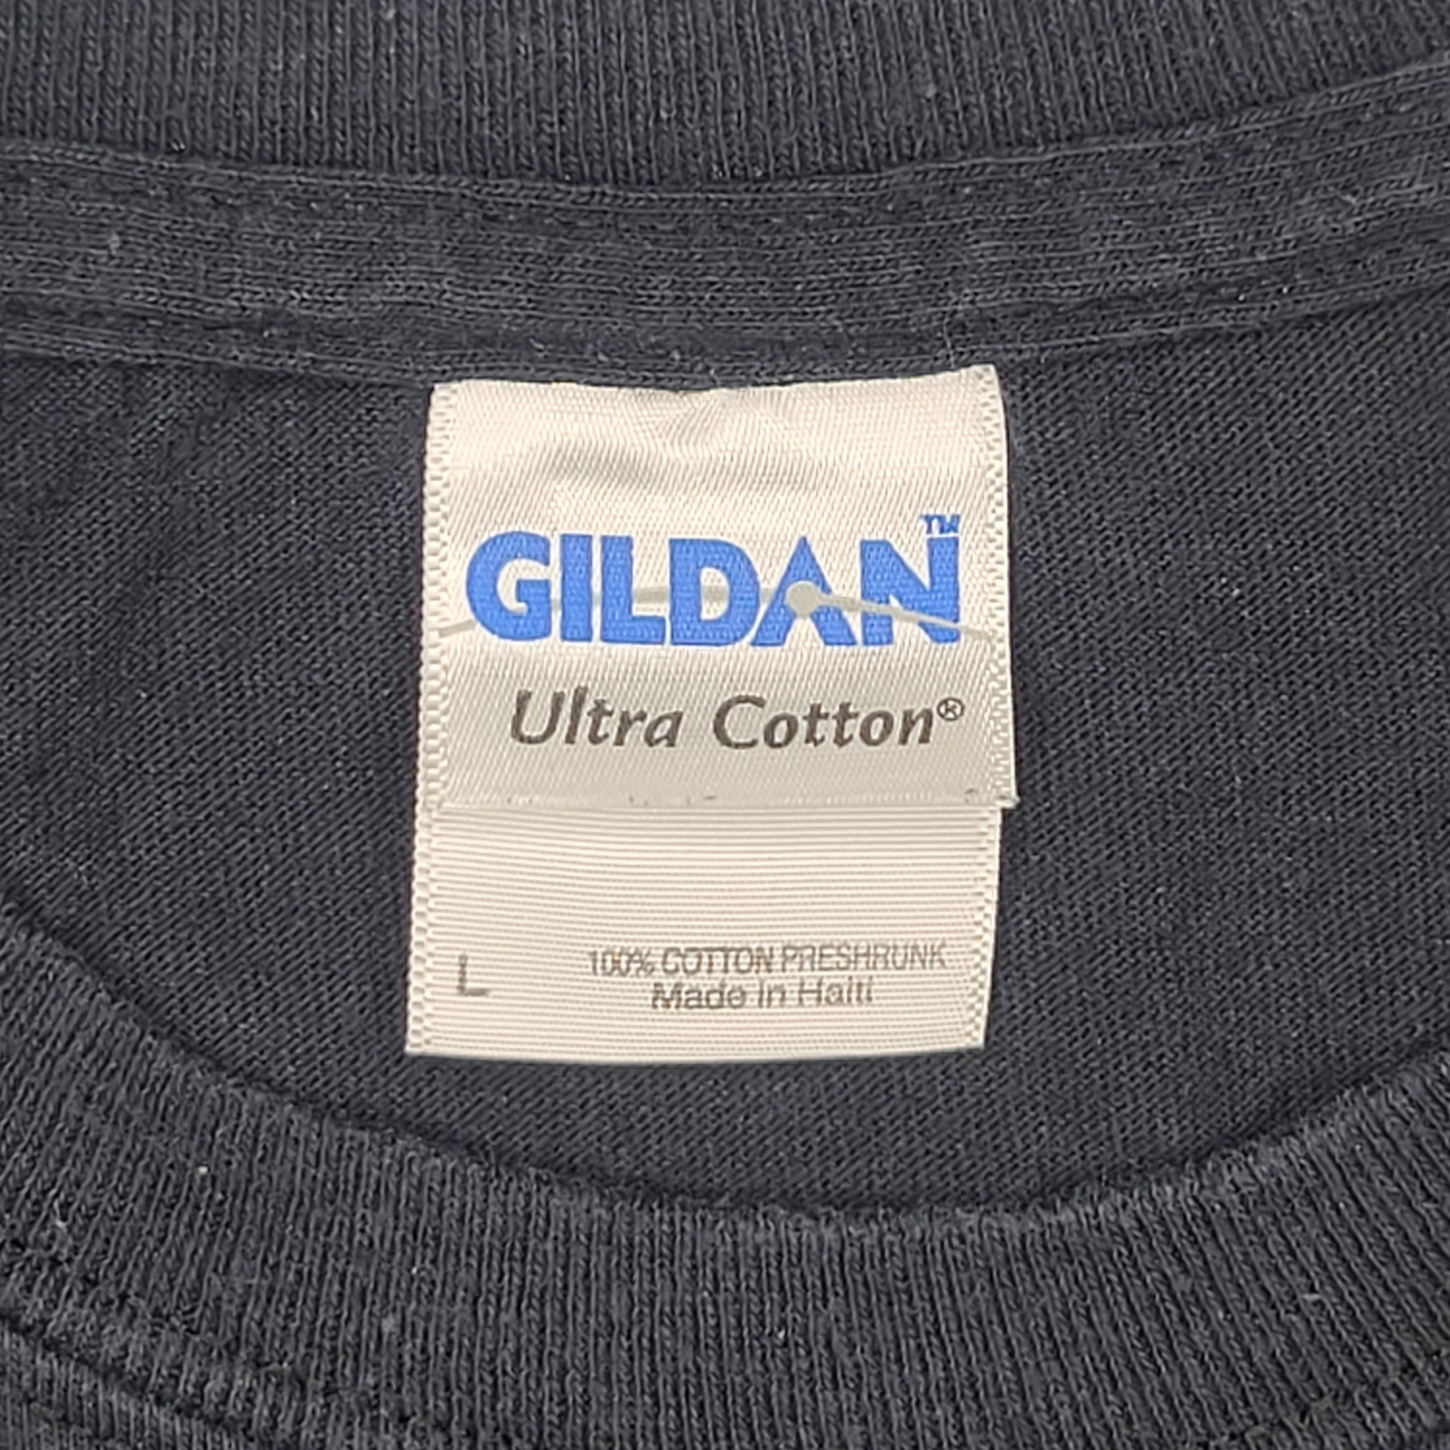 GILDAN™
Ultra Cotton®
L 100% COTTON PRESHRUNK
Made in Haiti